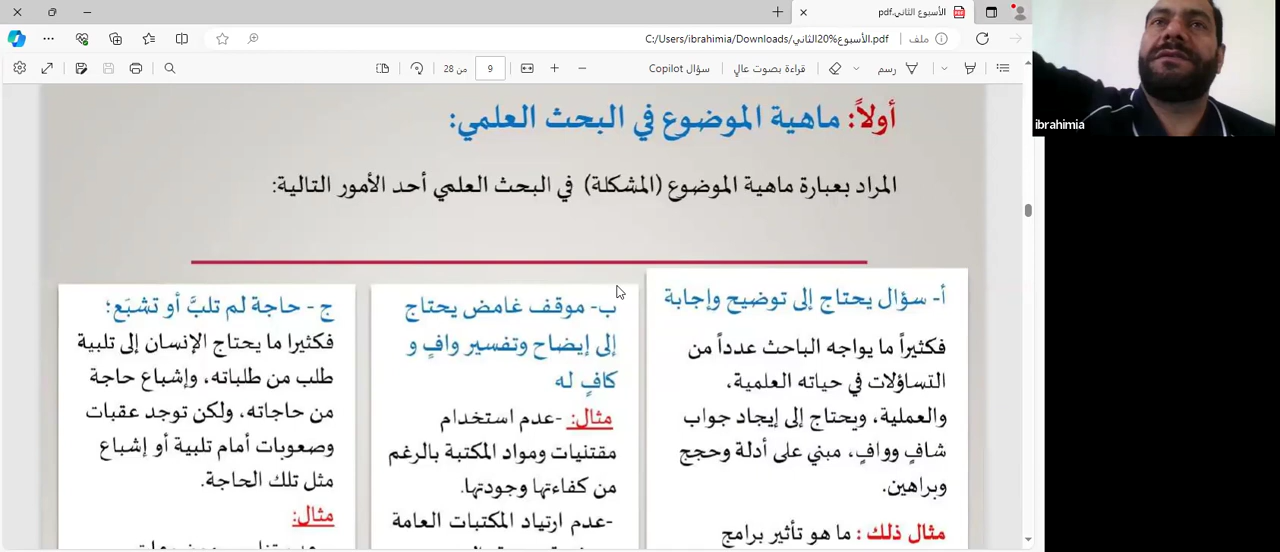 الأسبوع الثاني.pdf
ملف
C:/Users/ibrahimia/Downloads/الأسبوع%20الثاني.pdf
رسم
قراءة بصوت عالٍ
سؤال Copilot
9 من 28
ibrahimia
أولاً: ماهية الموضوع في البحث العلمي:
المراد بعبارة ماهية الموضوع (المشكلة) في البحث العلمي أحد الأمور التالية:
أ- سؤال يحتاج إلى توضيح وإجابة
فكثيراً ما يواجه الباحث عدداً من
التساؤلات في حياته العلمية،
والعملية، ويحتاج إلى إيجاد جواب
شافٍ ووافٍ، مبني على أدلة وحجج
وبراهين.
مثال ذلك : ما هو تأثير برامج
ب- موقف غامض يحتاج
إلى إيضاح وتفسير وافٍ و
كافٍ له
مثال: -عدم استخدام
مقتنيات ومواد المكتبة بالرغم
من كفاءتها وجودتها.
-عدم ارتياد المكتبات العامة
ج - حاجة لم تلبَّ أو تشبَع؛
فكثيرا ما يحتاج الإنسان إلى تلبية
طلب من طلباته، وإشباع حاجة
من حاجاته، ولكن توجد عقبات
وصعوبات أمام تلبية أو إشباع
مثل تلك الحاجة.
مثال: